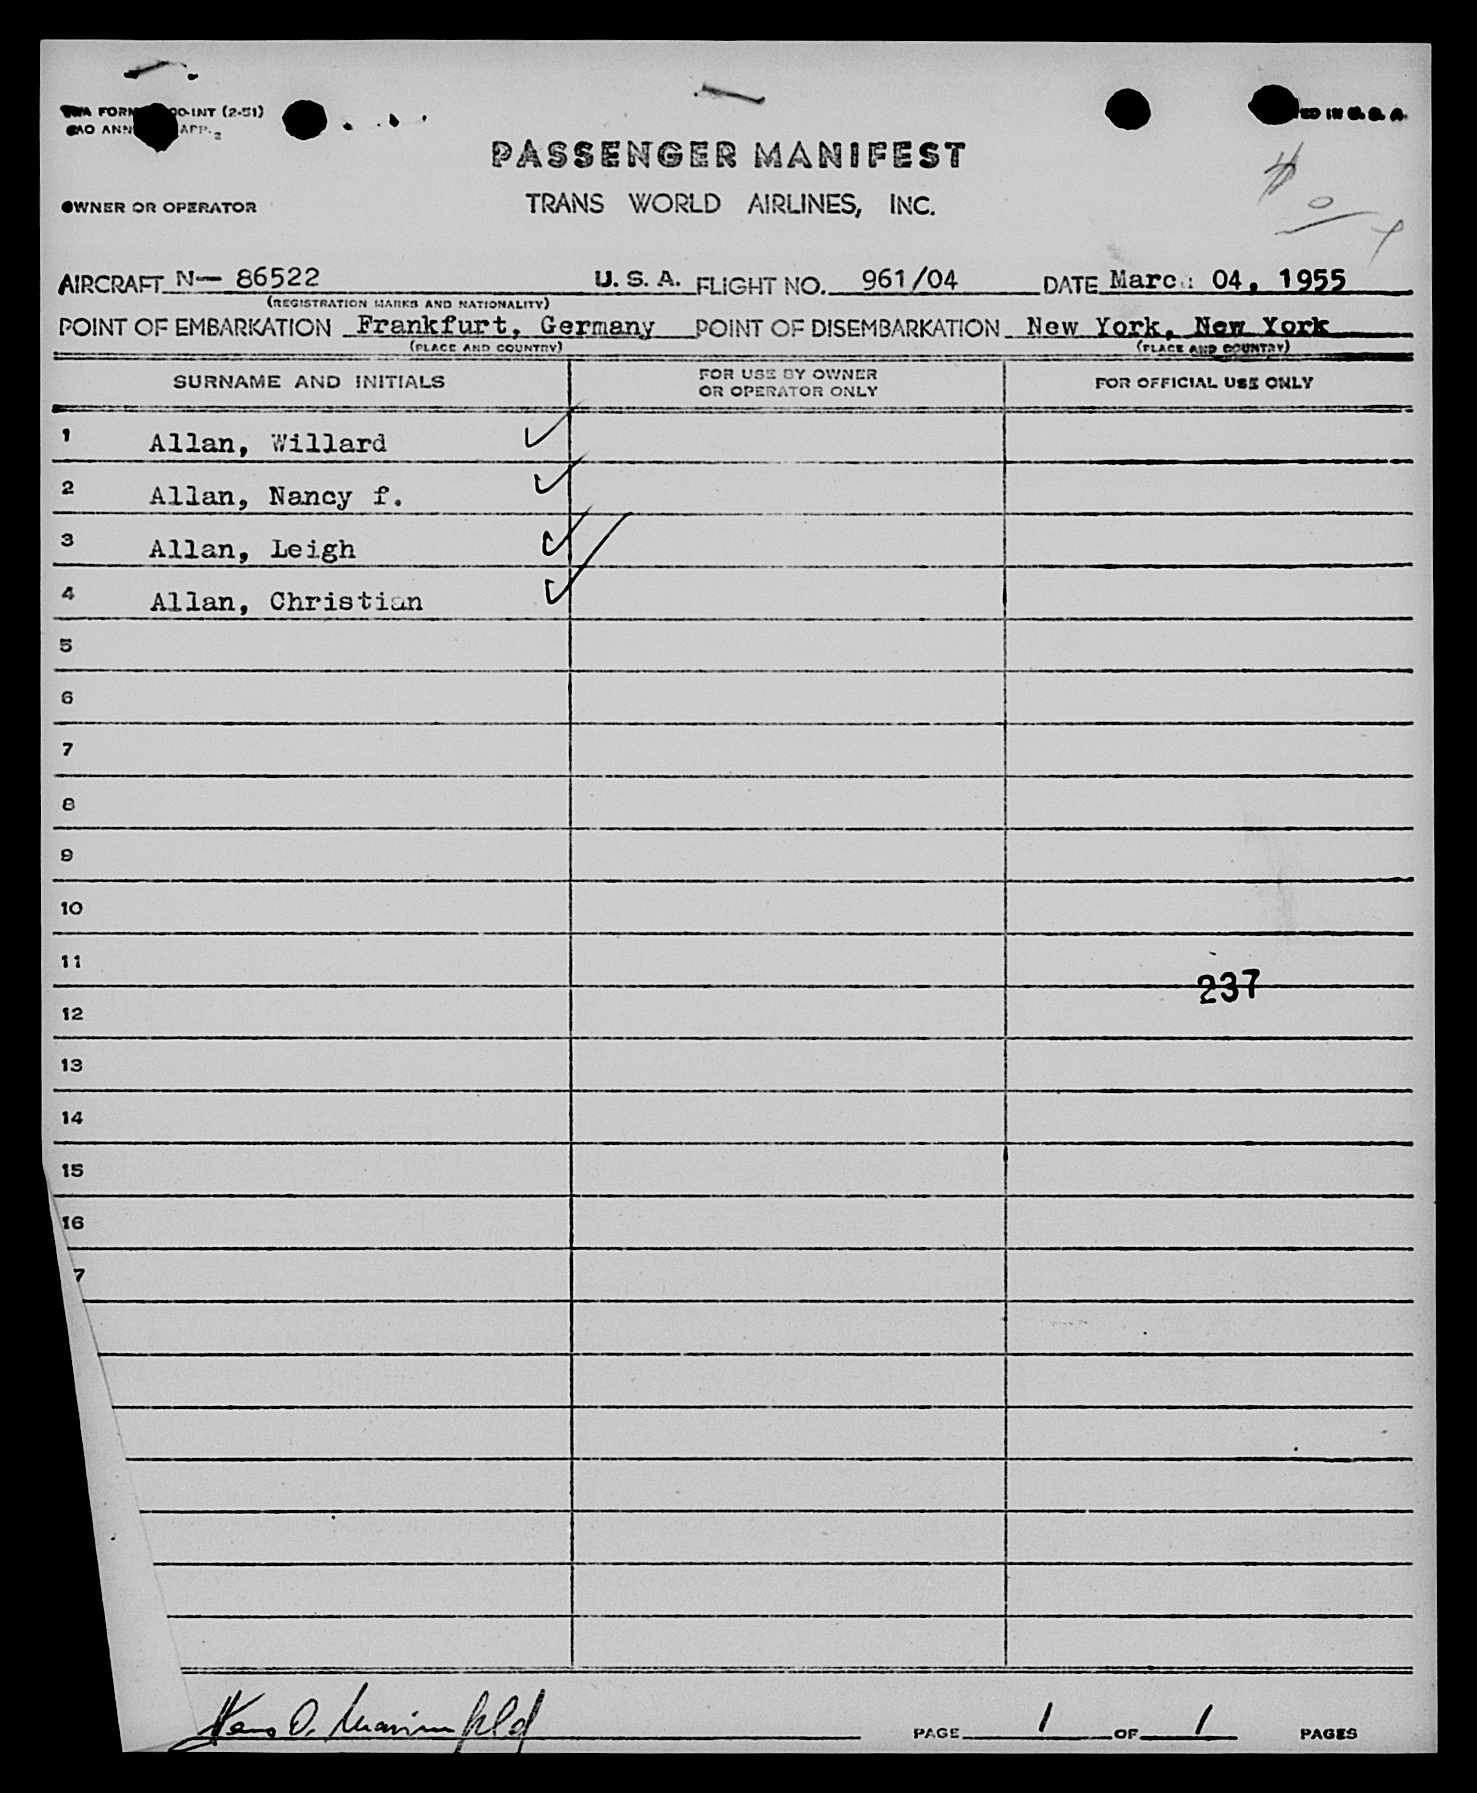 (2-51)
PASSENGER MANIFEST
OWNER OR OPERATOR
TRANS WORLD AIRLINES, INC.
AIRCRAFT N- 86522 U. S. A. FLIGHT NO. 961/04 DATE 04, 1955
(REGISTRATION MARKS AND NATIONALITY)
POINT OF EMBARKATION Frankfurt, Germany POINT OF DISEMBARKATION New York, New York
(PLACE AND COUNTRY) (PLACE AND COUNTRY)
SURNAME AND INITIALS FOR USE BY OWNER OR OPERATOR ONLY FOR OFFICIAL USE ONLY
1 Allan, Willard
2 Allan, Nancy f.
3 Allan, Leigh
4 Allan, Christian
5
6
7
8
9
10
11
237
12
13
14
15
16
7
PAGE 1 OF 1 PAGES